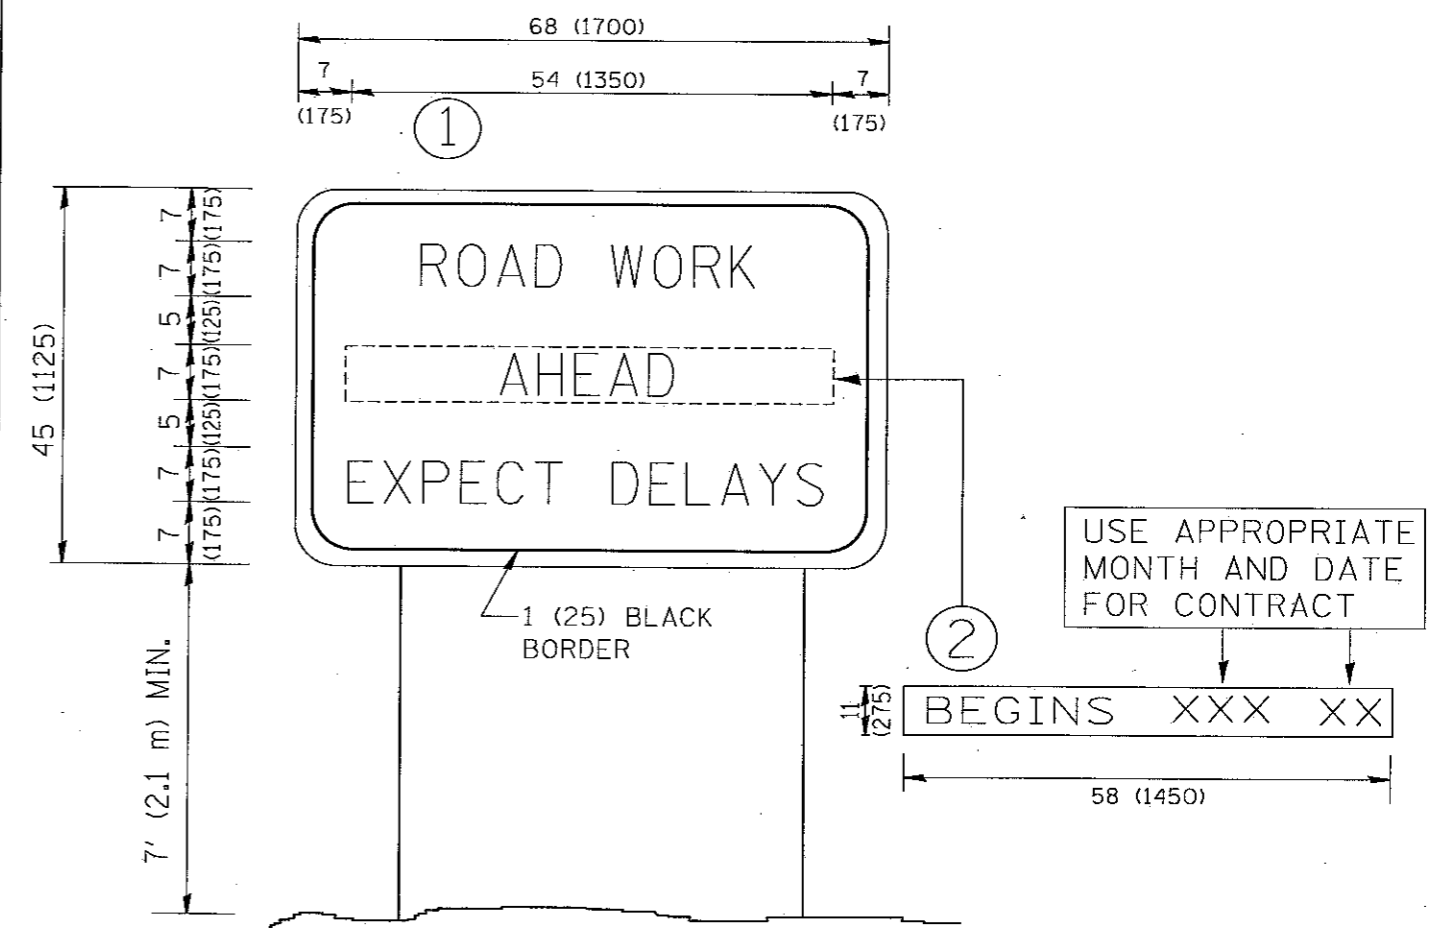 68 (1700)
7
54 (1350)
7
(175)
(175)
1
45 (1125)
7
(175)
7
(175)
5
(125)
7
(175)
5
(125)
7
(175)
7
(175)
ROAD WORK
AHEAD
EXPECT DELAYS
1 (25) BLACK
BORDER
7' (2.1 m) MIN.
USE APPROPRIATE
MONTH AND DATE
FOR CONTRACT
2
11
(275)
BEGINS XXX XX
58 (1450)